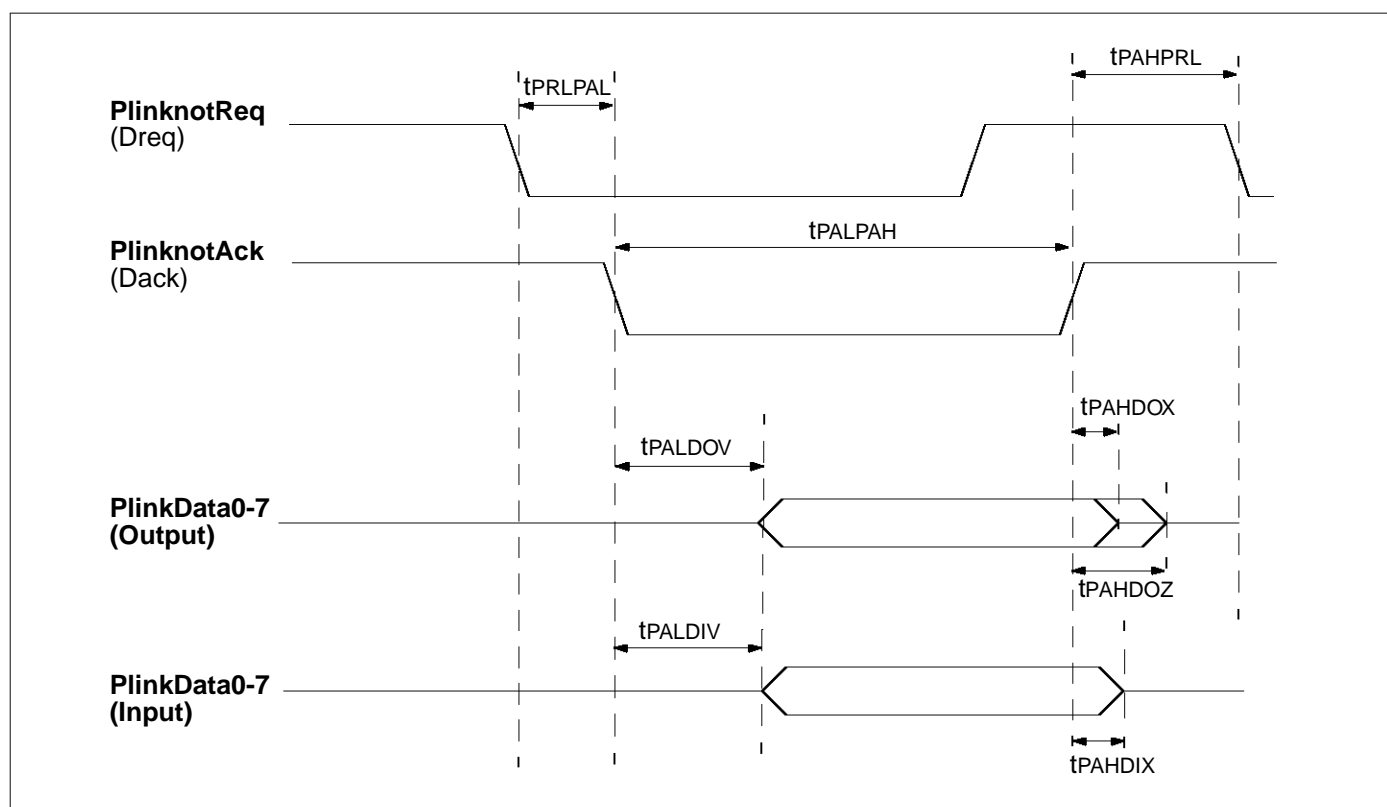 tPAHPRL
tPRLPAL
PlinknotReq
(Dreq)
tPALPAH
PlinknotAck
(Dack)
tPAHDOX
tPALDOV
PlinkData0-7
(Output)
tPAHDOZ
tPALDIV
PlinkData0-7
(Input)
tPAHDIX